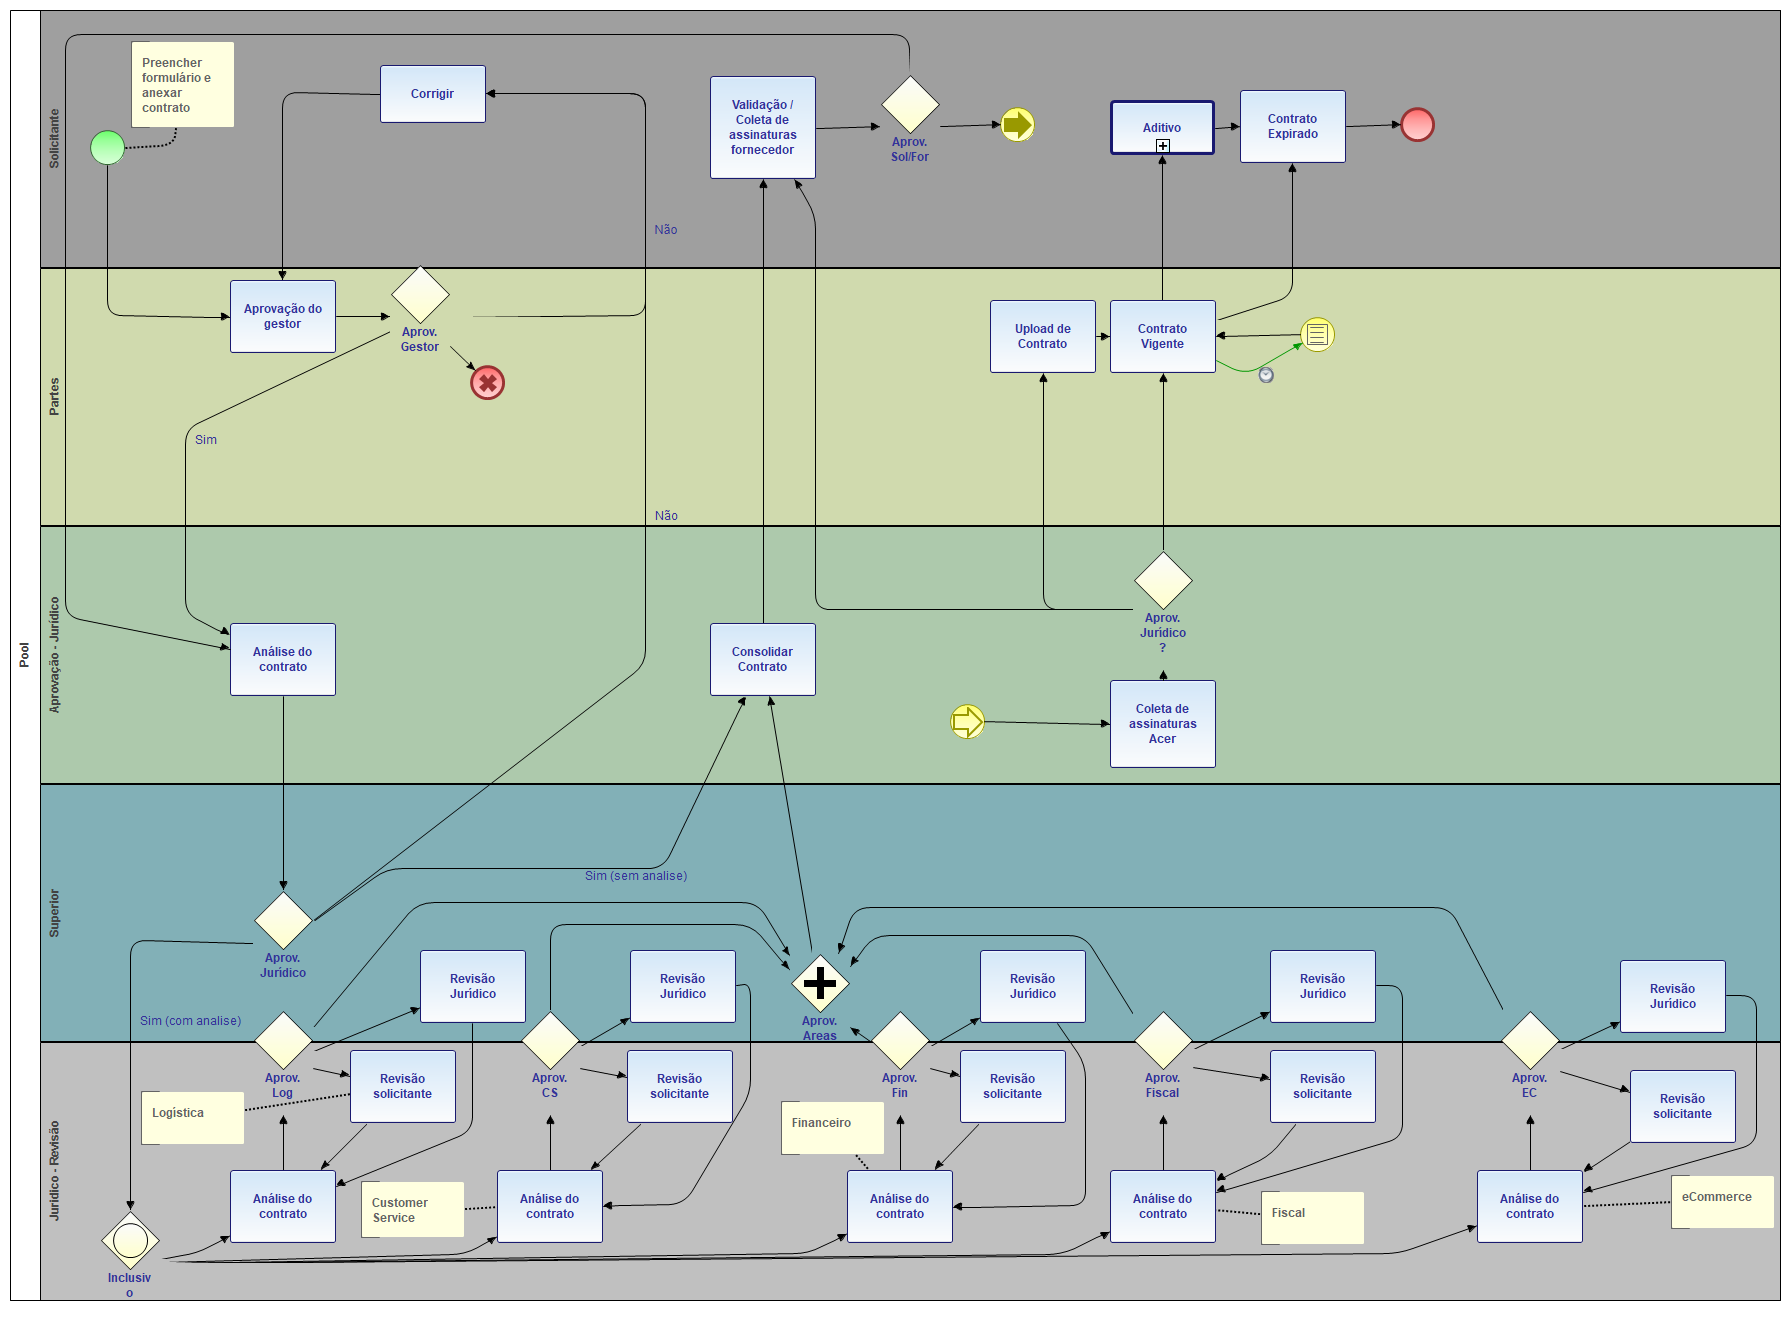 Pool
Solicitante
Preencher
formulário e
anexar
contrato
Corrigir
Validação /
Coleta de
assinaturas
fornecedor
Aprov.
Sol/For
Aditivo
Contrato
Expirado
Não
Partes
Aprovação do
gestor
Aprov.
Gestor
Upload de
Contrato
Contrato
Vigente
Sim
Não
Aprovação - Jurídico
Análise do
contrato
Consolidar
Contrato
Aprov.
Jurídico
?
Coleta de
assinaturas
Acer
Superior
Sim (sem analise)
Aprov.
Jurídico
Sim (com analise)
Revisão
Jurídico
Revisão
Jurídico
Aprov.
Areas
Revisão
Jurídico
Revisão
Jurídico
Revisão
Jurídico
Jurídico - Revisão
Aprov.
Log
Revisão
solicitante
Aprov.
CS
Revisão
solicitante
Aprov.
Fin
Revisão
solicitante
Aprov.
Fiscal
Revisão
solicitante
Aprov.
EC
Revisão
solicitante
Logística
Financeiro
Análise do
contrato
Customer
Service
Análise do
contrato
Análise do
contrato
Análise do
contrato
Fiscal
Análise do
contrato
eCommerce
Inclusiv
o